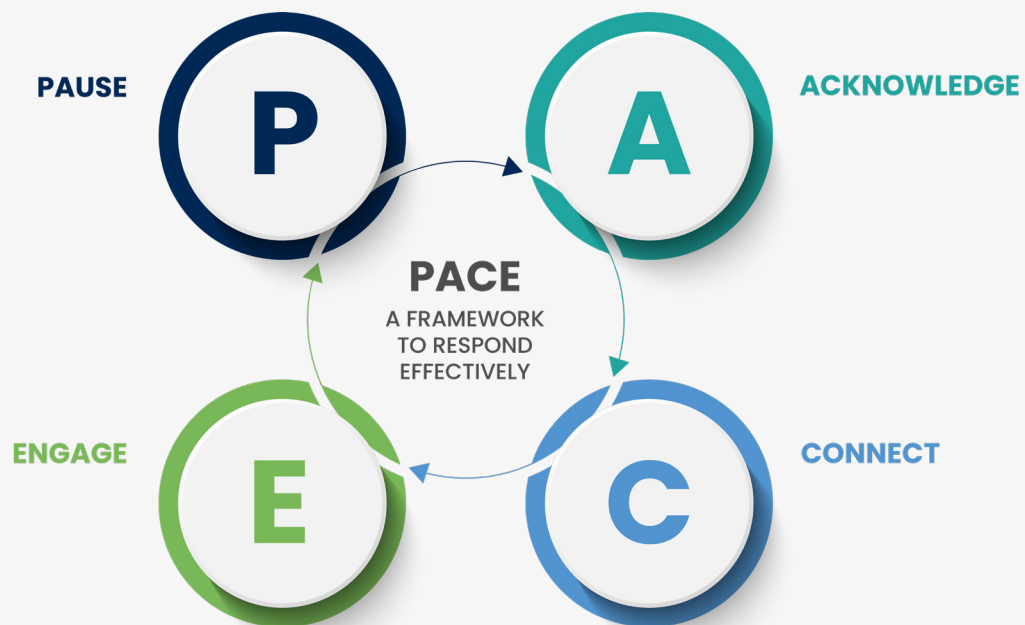 PAUSE
P
A
ACKNOWLEDGE
PACE
A FRAMEWORK
TO RESPOND
EFFECTIVELY
ENGAGE
E
C
CONNECT